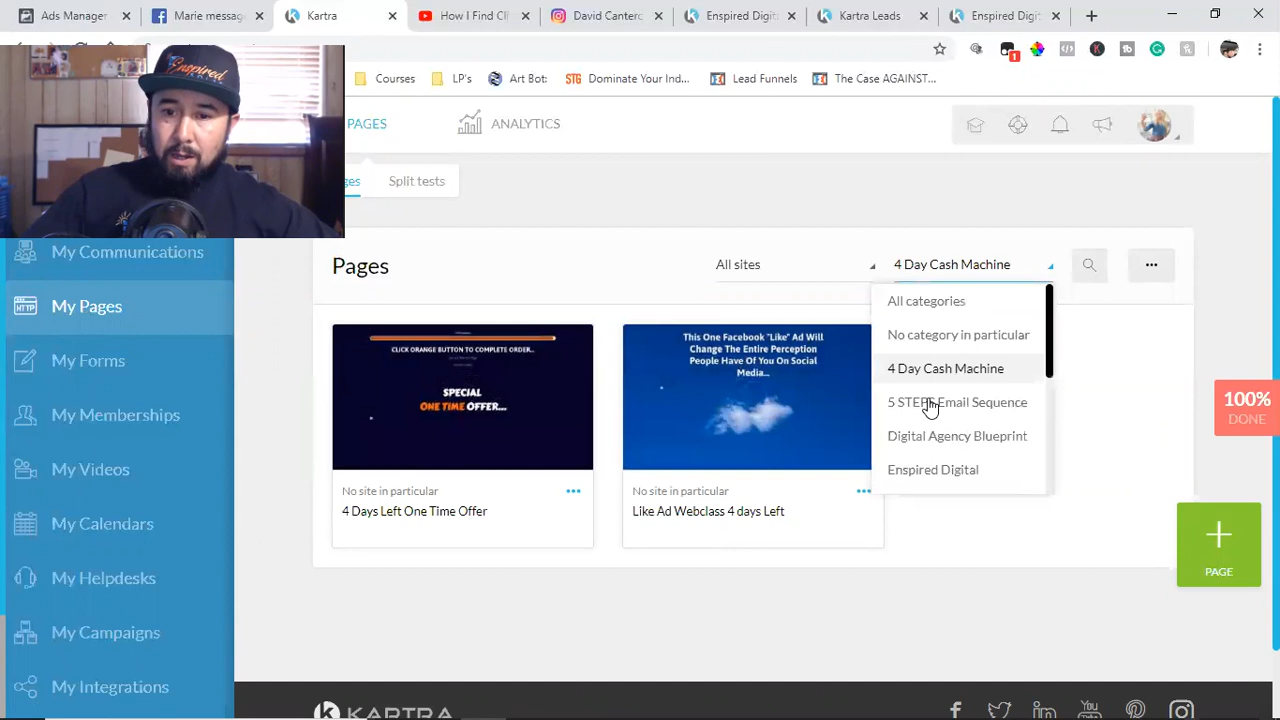 Ads Manager
Marie messag
Kartra
How I Find Cl
David Canterc
Enspired Digit
Kartra Leads
Enspired Digit
Courses
LP
Art Bot:
STG Dominate Your Ind...
Lead Funnels
The Case AGAINST...
PAGES
ANALYTICS
ges
Split tests
Enspired
My Communications
My Pages
My Forms
My Memberships
My Videos
My Calendars
My Helpdesks
My Campaigns
My Integrations
HTTP
Pages
All sites
4 Day Cash Machine
All categories
No category in particular
4 Day Cash Machine
5 STEP Email Sequence
Digital Agency Blueprint
Enspired Digital
CLICK ORANGE BUTTON TO COMPLETE ORDER...
SPECIAL
ONE TIME OFFER...
This One Facebook "Like" Ad Will
Change The Entire Perception
People Have Of You On Social
Media...
No site in particular
4 Days Left One Time Offer
No site in particular
Like Ad Webclass 4 days Left
100%
DONE
PAGE
KARTRA